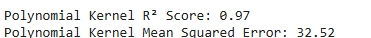 Polynomial Kernel R² Score: 0.97
Polynomial Kernel Mean Squared Error: 32.52